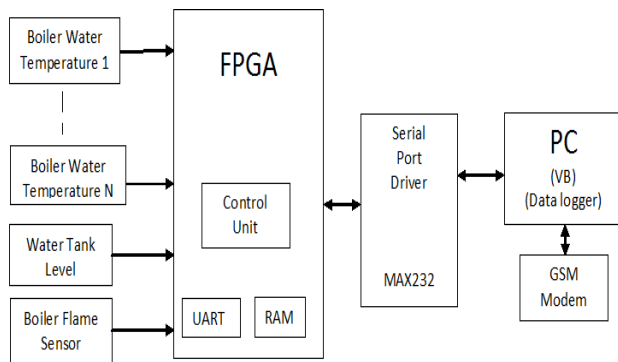 Boiler Water
Temperature 1
Boiler Water
Temperature N
Water Tank
Level
Boiler Flame
Sensor
FPGA
Control
Unit
UART
RAM
Serial
Port
Driver
MAX232
PC
(VB)
(Data logger)
GSM
Modem